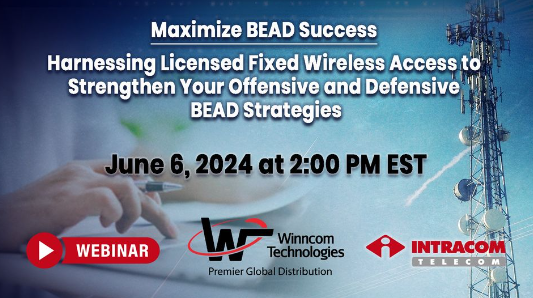 Maximize BEAD Success
Harnessing Licensed Fixed Wireless Access to
Strengthen Your Offensive and Defensive
BEAD Strategies
June 6, 2024 at 2:00 PM EST
WEBINAR
Winncom
Technologies
Premier Global Distribution
INTRACOM
TELECOM